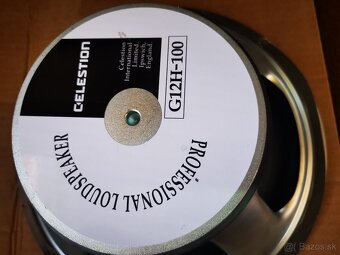 CELESTION
Celestion
International
Limited,
Ipswich,
England.
G12H-100
PROFESSIONAL LOUDSPEAKER
bazos.sk